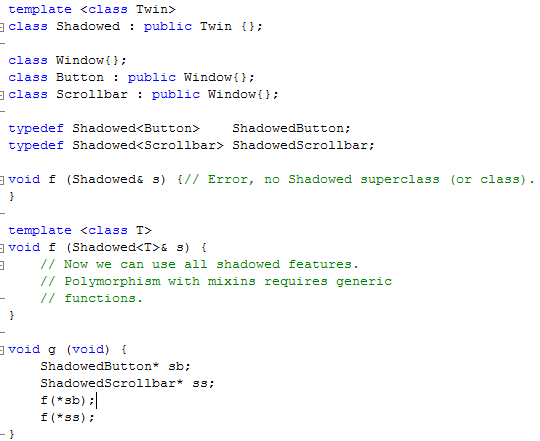 template <class Twin>
class Shadowed : public Twin {};
class Window{};
class Button : public Window{};
class Scrollbar : public Window{};
typedef Shadowed<Button>    ShadowedButton;
typedef Shadowed<Scrollbar> ShadowedScrollbar;
void f (Shadowed& s) {// Error, no Shadowed superclass (or class).
}
template <class T>
void f (Shadowed<T>& s) {
    // Now we can use all shadowed features.
    // Polymorphism with mixins requires generic
    // functions.
}
void g (void) {
    ShadowedButton* sb;
    ShadowedScrollbar* ss;
    f(*sb);
    f(*ss);
}